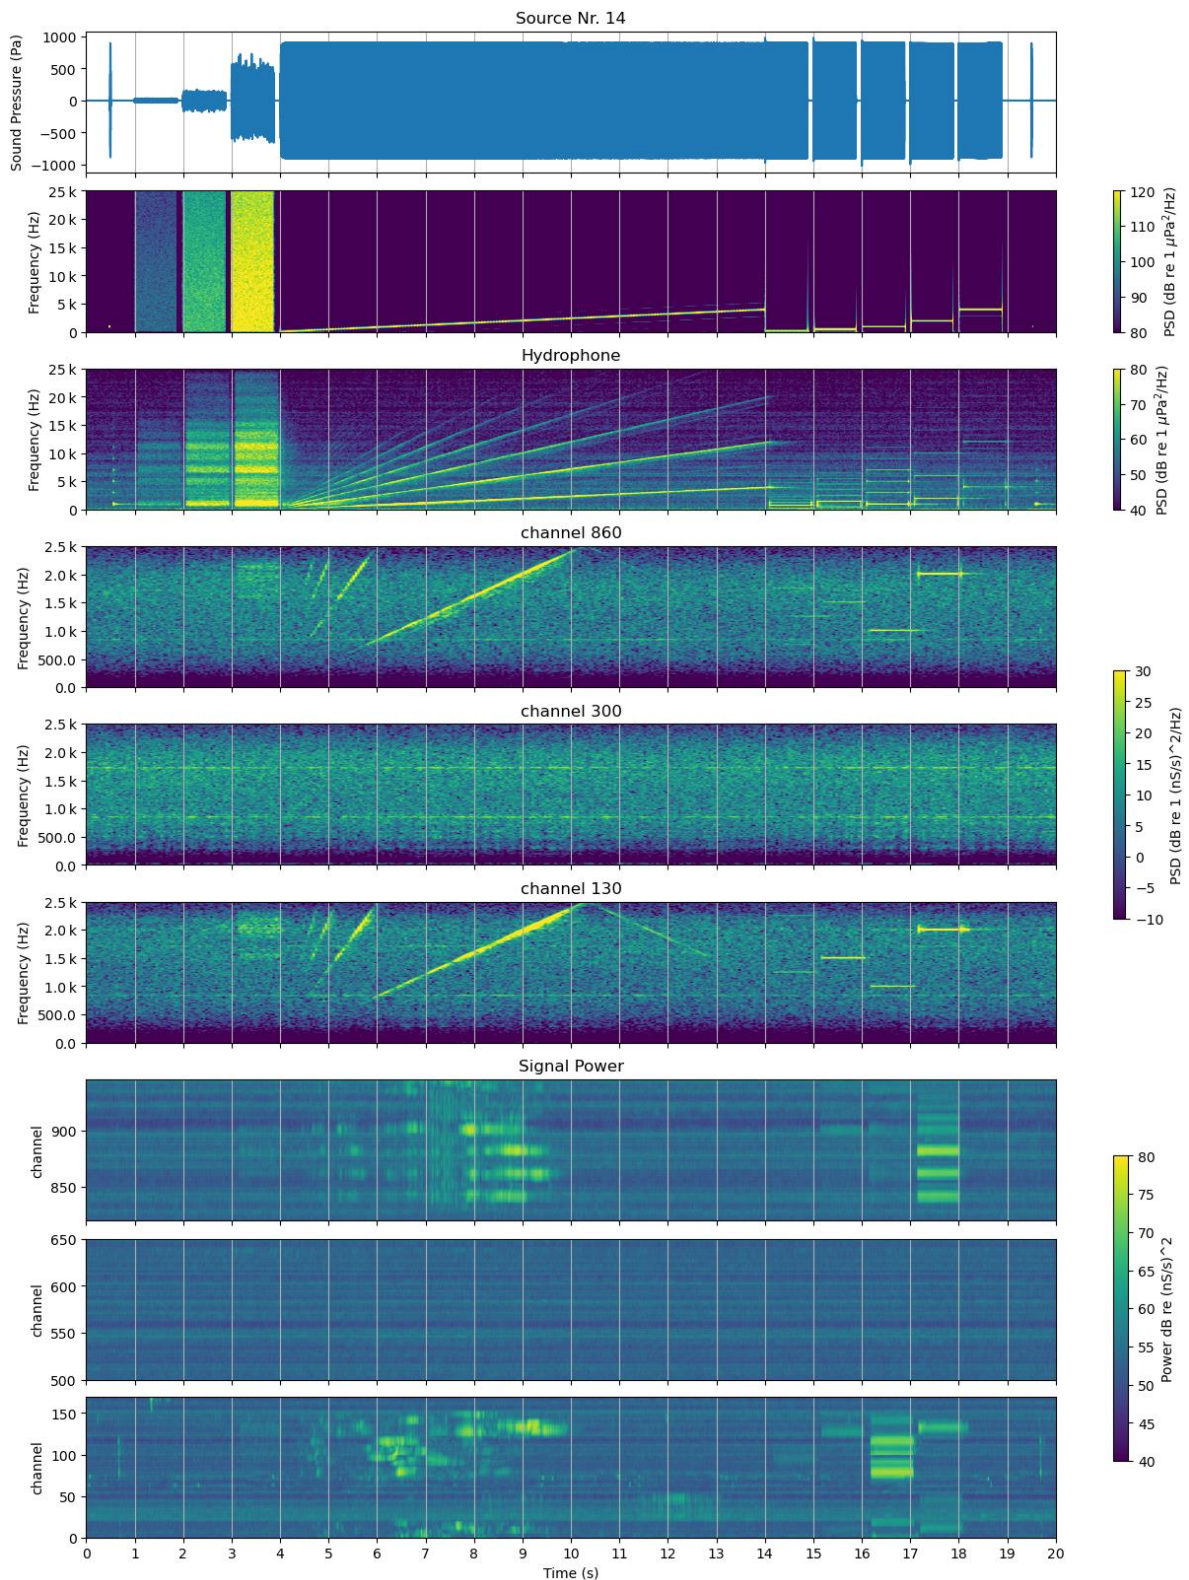 Source Nr. 14
1000
500
0
−500
−1000
Sound Pressure (Pa)
25 k
20 k
15 k
10 k
5 k
0
Frequency (Hz)
120
110
100
90
80
PSD (dB re 1 μPa²/Hz)
Hydrophone
25 k
20 k
15 k
10 k
5 k
0
Frequency (Hz)
80
70
60
50
40
PSD (dB re 1 μPa²/Hz)
channel 860
2.5 k
2.0 k
1.5 k
1.0 k
500.0
0.0
Frequency (Hz)
channel 300
2.5 k
2.0 k
1.5 k
1.0 k
500.0
0.0
Frequency (Hz)
30
25
20
15
10
5
0
−5
−10
PSD (dB re 1 (nS/s)^2/Hz)
channel 130
2.5 k
2.0 k
1.5 k
1.0 k
500.0
0.0
Frequency (Hz)
Signal Power
900
850
channel
650
600
550
500
channel
80
75
70
65
60
55
50
45
40
Power dB re (nS/s)^2
150
100
50
0
channel
0 1 2 3 4 5 6 7 8 9 10 11 12 13 14 15 16 17 18 19 20
Time (s)